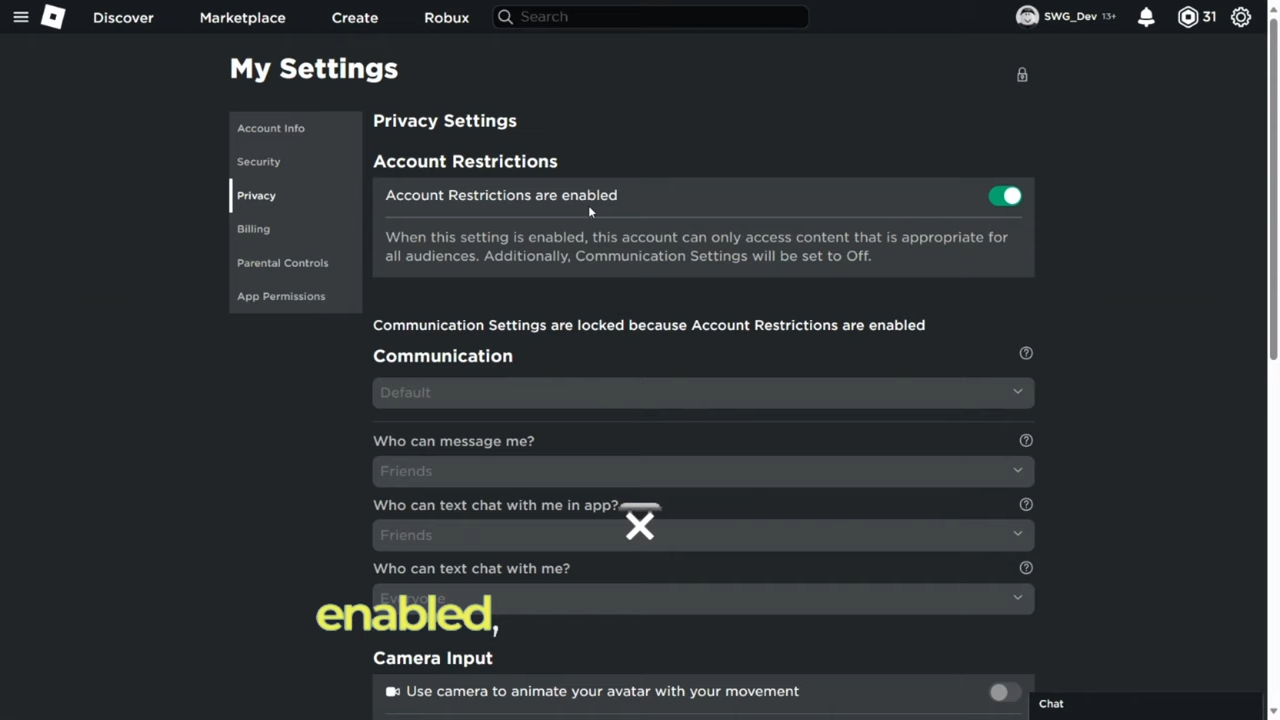 Discover
Marketplace
Create
Robux
Search
SWG_Dev 13+
31
My Settings
Account Info
Security
Privacy
Billing
Parental Controls
App Permissions
Privacy Settings
Account Restrictions
Account Restrictions are enabled
When this setting is enabled, this account can only access content that is appropriate for
all audiences. Additionally, Communication Settings will be set to Off.
Communication Settings are locked because Account Restrictions are enabled
Communication
Default
Who can message me?
Friends
Who can text chat with me in app?
Friends
Who can text chat with me?
Everyone
enabled,
Camera Input
Use camera to animate your avatar with your movement
Chat